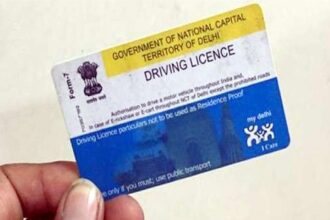 Form-7
GOVERNMENT OF NATIONAL CAPITAL
TERRITORY OF DELHI
DRIVING LICENCE
Authorisation to drive a motor vehicle throughout India and,
In case of E-rickshaw or E-cart throughout NCT of Delhi except the prohibited roads
Driving Licence particulars not to be used as Residence Proof
my delhi
I Care
only if you must; use public transport